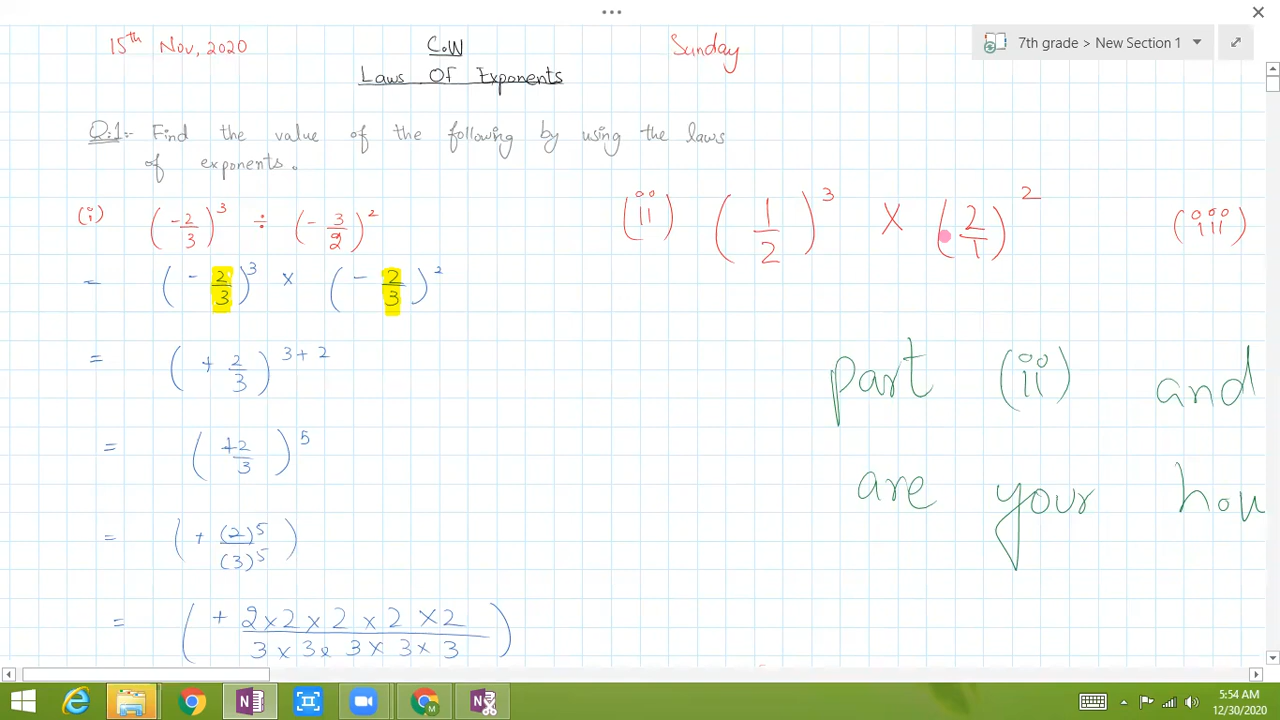 15th Nov, 2020 C.W Sunday
7th grade > New Section 1
Laws Of Exponents
Q:1:- Find the value of the following by using the laws
of exponents.
(i) (-2/3)^3 ÷ (-3/2)^2 (ii) (1/2)^3 × (2/1)^2 (iii)
= (-2/3)^3 × (-2/3)^2
= (+2/3)^3+2
part (ii) and
= (+2/3)^5
are your
= (+(2)^5/(3)^5)
= (+ 2×2×2×2×2/3×3×3×3×3)
5:54 AM
12/30/2020